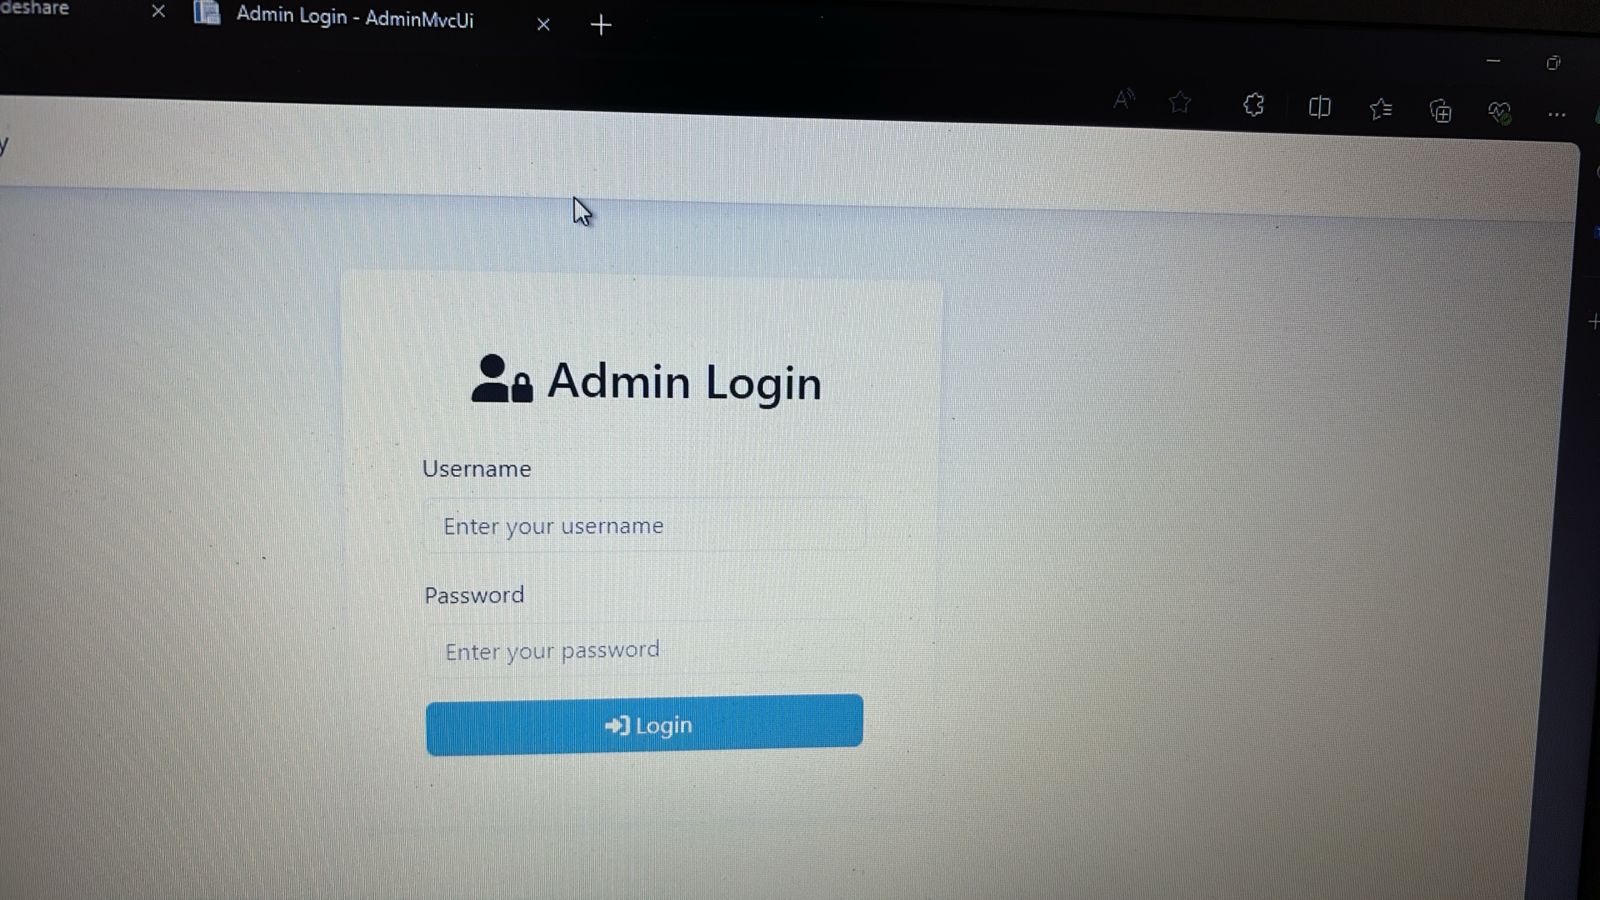 deshare
Admin Login - AdminMvcUi
y
Admin Login
Username
Enter your username
Password
Enter your password
Login